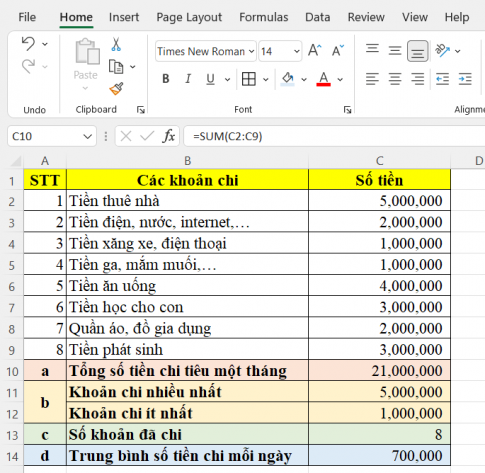 File Home Insert Page Layout Formulas Data Review View Help
Times New Roman 14 A^ A˅
Paste B I U A ab
Undo Clipboard Font Alignm
C10 fx =SUM(C2:C9)
A B C D
1 STT Các khoản chi Số tiền
2 1 Tiền thuê nhà 5,000,000
3 2 Tiền điện, nước, internet,… 2,000,000
4 3 Tiền xăng xe, điện thoại 1,000,000
5 4 Tiền ga, mắm muối,… 1,000,000
6 5 Tiền ăn uống 4,000,000
7 6 Tiền học cho con 3,000,000
8 7 Quần áo, đồ gia dụng 2,000,000
9 8 Tiền phát sinh 3,000,000
10 a Tổng số tiền chi tiêu một tháng 21,000,000
11 b Khoản chi nhiều nhất 5,000,000
12 Khoản chi ít nhất 1,000,000
13 c Số khoản đã chi 8
14 d Trung bình số tiền chi mỗi ngày 700,000